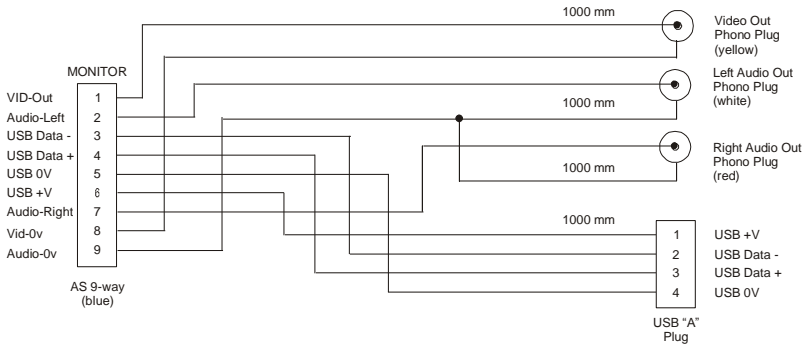 1000 mm
Video Out
Phono Plug
(yellow)
MONITOR
Left Audio Out
Phono Plug
(white)
1000 mm
VID-Out 1
Audio-Left 2
USB Data - 3
USB Data + 4
USB 0V 5
USB +V 6
Audio-Right 7
Vid-0v 8
Audio-0v 9
Right Audio Out
Phono Plug
(red)
1000 mm
1000 mm
1 USB +V
2 USB Data -
3 USB Data +
4 USB 0V
AS 9-way
(blue)
USB “A”
Plug